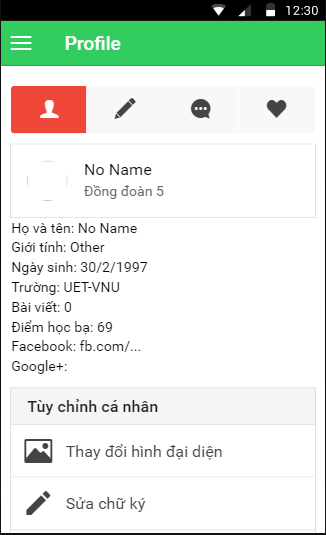 12:30
Profile
No Name
Đồng đoàn 5
Họ và tên: No Name
Giới tính: Other
Ngày sinh: 30/2/1997
Trường: UET-VNU
Bài viết: 0
Điểm học bạ: 69
Facebook: fb.com/...
Google+:
Tùy chỉnh cá nhân
Thay đổi hình đại diện
Sửa chữ ký